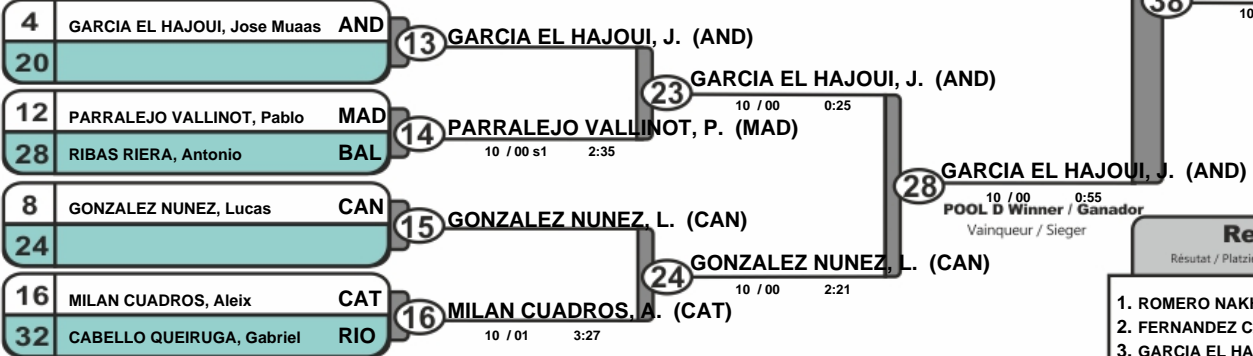 4 GARCIA EL HAJOUI, Jose Muaas AND
20
13 GARCIA EL HAJOUI, J. (AND)
12 PARRALEJO VALLINOT, Pablo MAD
28 RIBAS RIERA, Antonio BAL
14 PARRALEJO VALLINOT, P. (MAD)
10 / 00 s1 2:35
23 GARCIA EL HAJOUI, J. (AND)
10 / 00 0:25
8 GONZALEZ NUNEZ, Lucas CAN
24
15 GONZALEZ NUNEZ, L. (CAN)
16 MILAN CUADROS, Aleix CAT
32 CABELLO QUEIRUGA, Gabriel RIO
16 MILAN CUADROS, A. (CAT)
10 / 01 3:27
24 GONZALEZ NUNEZ, L. (CAN)
10 / 00 2:21
28 GARCIA EL HAJOUI, J. (AND)
10 / 00 0:55
POOL D Winner / Ganador
Vainqueur / Sieger
38
10
Re
Résutat / Platzi
1. ROMERO NAK
2. FERNANDEZ C
3. GARCIA EL HA